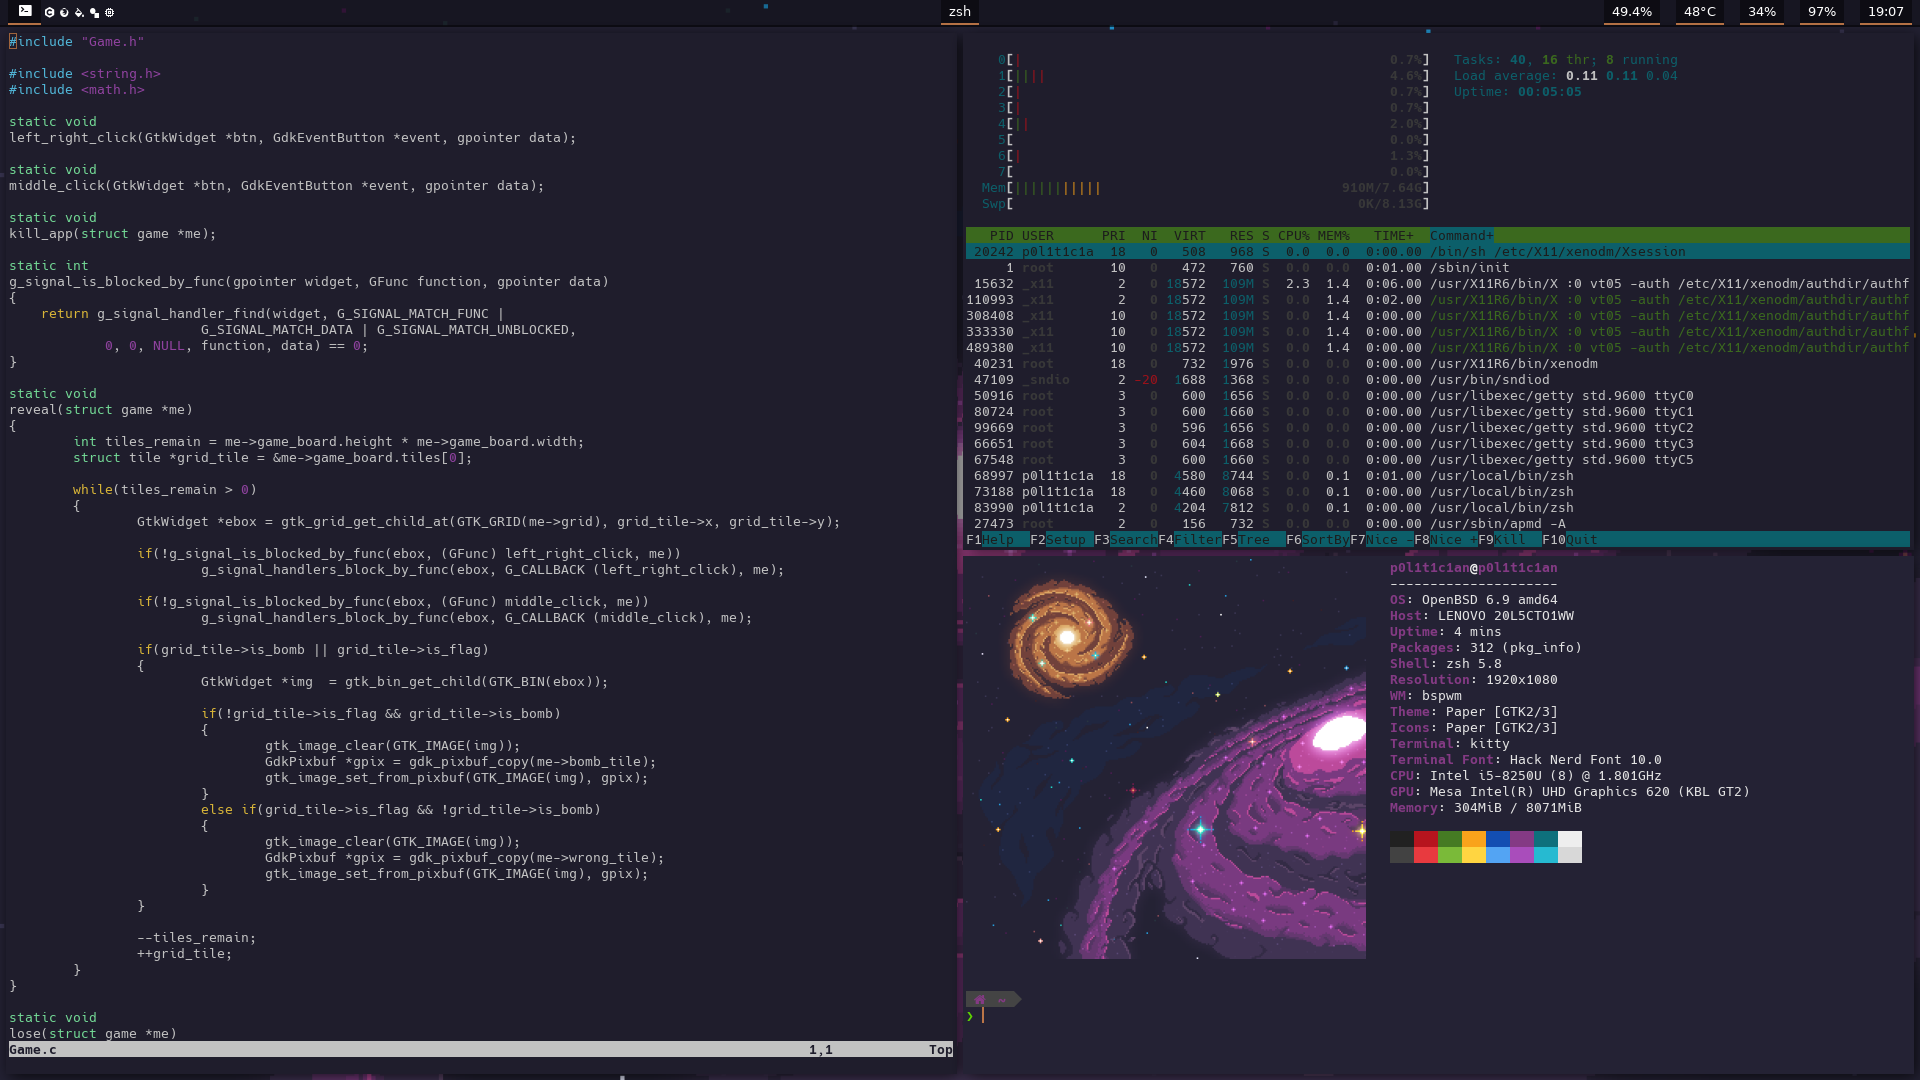 zsh
49.4% 48°C 34% 97% 19:07
#include "Game.h"
#include <string.h>
#include <math.h>
static void
left_right_click(GtkWidget *btn, GdkEventButton *event, gpointer data);
static void
middle_click(GtkWidget *btn, GdkEventButton *event, gpointer data);
static void
kill_app(struct game *me);
static int
g_signal_is_blocked_by_func(gpointer widget, GFunc function, gpointer data)
{
    return g_signal_handler_find(widget, G_SIGNAL_MATCH_FUNC |
                        G_SIGNAL_MATCH_DATA | G_SIGNAL_MATCH_UNBLOCKED,
            0, 0, NULL, function, data) == 0;
}
static void
reveal(struct game *me)
{
        int tiles_remain = me->game_board.height * me->game_board.width;
        struct tile *grid_tile = &me->game_board.tiles[0];
        while(tiles_remain > 0)
        {
                GtkWidget *ebox = gtk_grid_get_child_at(GTK_GRID(me->grid), grid_tile->x, grid_tile->y);
                if(!g_signal_is_blocked_by_func(ebox, (GFunc) left_right_click, me))
                        g_signal_handlers_block_by_func(ebox, G_CALLBACK (left_right_click), me);
                if(!g_signal_is_blocked_by_func(ebox, (GFunc) middle_click, me))
                        g_signal_handlers_block_by_func(ebox, G_CALLBACK (middle_click), me);
                if(grid_tile->is_bomb || grid_tile->is_flag)
                {
                        GtkWidget *img  = gtk_bin_get_child(GTK_BIN(ebox));
                        if(!grid_tile->is_flag && grid_tile->is_bomb)
                        {
                                gtk_image_clear(GTK_IMAGE(img));
                                GdkPixbuf *gpix = gdk_pixbuf_copy(me->bomb_tile);
                                gtk_image_set_from_pixbuf(GTK_IMAGE(img), gpix);
                        }
                        else if(grid_tile->is_flag && !grid_tile->is_bomb)
                        {
                                gtk_image_clear(GTK_IMAGE(img));
                                GdkPixbuf *gpix = gdk_pixbuf_copy(me->wrong_tile);
                                gtk_image_set_from_pixbuf(GTK_IMAGE(img), gpix);
                        }
                }
                --tiles_remain;
                ++grid_tile;
        }
}
static void
lose(struct game *me)
Game.c 1,1 Top
0[| 0.7%]
1[|||| 4.6%]
2[| 0.7%]
3[| 0.7%]
4[|| 2.0%]
5[ 0.0%]
6[| 1.3%]
7[ 0.0%]
Mem[||||||||||| 910M/7.64G]
Swp[ 0K/8.13G]
Tasks: 40, 16 thr; 8 running
Load average: 0.11 0.11 0.04
Uptime: 00:05:05
PID USER PRI NI VIRT RES S CPU% MEM% TIME+ Command+
20242 p0l1t1c1a 18 0 508 968 S 0.0 0.0 0:00.00 /bin/sh /etc/X11/xenodm/Xsession
1 root 10 0 472 760 S 0.0 0.0 0:01.00 /sbin/init
15632 _x11 2 0 18572 109M S 2.3 1.4 0:06.00 /usr/X11R6/bin/X :0 vt05 -auth /etc/X11/xenodm/authdir/authf
110993 _x11 2 0 18572 109M S 0.0 1.4 0:02.00 /usr/X11R6/bin/X :0 vt05 -auth /etc/X11/xenodm/authdir/authf
308408 _x11 10 0 18572 109M S 0.0 1.4 0:00.00 /usr/X11R6/bin/X :0 vt05 -auth /etc/X11/xenodm/authdir/authf
333330 _x11 10 0 18572 109M S 0.0 1.4 0:00.00 /usr/X11R6/bin/X :0 vt05 -auth /etc/X11/xenodm/authdir/authf
489380 _x11 10 0 18572 109M S 0.0 1.4 0:00.00 /usr/X11R6/bin/X :0 vt05 -auth /etc/X11/xenodm/authdir/authf
40231 root 18 0 732 1976 S 0.0 0.0 0:00.00 /usr/X11R6/bin/xenodm
47109 _sndio 2 -20 1688 1368 S 0.0 0.0 0:00.00 /usr/bin/sndiod
50916 root 3 0 600 1656 S 0.0 0.0 0:00.00 /usr/libexec/getty std.9600 ttyC0
80724 root 3 0 600 1660 S 0.0 0.0 0:00.00 /usr/libexec/getty std.9600 ttyC1
99669 root 3 0 596 1656 S 0.0 0.0 0:00.00 /usr/libexec/getty std.9600 ttyC2
66651 root 3 0 604 1668 S 0.0 0.0 0:00.00 /usr/libexec/getty std.9600 ttyC3
67548 root 3 0 600 1660 S 0.0 0.0 0:00.00 /usr/libexec/getty std.9600 ttyC5
68997 p0l1t1c1a 18 0 4580 8744 S 0.0 0.1 0:01.00 /usr/local/bin/zsh
73188 p0l1t1c1a 18 0 4460 8068 S 0.0 0.1 0:00.00 /usr/local/bin/zsh
83990 p0l1t1c1a 2 0 4204 7812 S 0.0 0.1 0:00.00 /usr/local/bin/zsh
27473 root 2 0 156 732 S 0.0 0.0 0:00.00 /usr/sbin/apmd -A
F1Help F2Setup F3SearchF4FilterF5Tree F6SortByF7Nice -F8Nice +F9Kill F10Quit
p0l1t1c1an@p0l1t1c1an
---------------------
OS: OpenBSD 6.9 amd64
Host: LENOVO 20L5CTO1WW
Uptime: 4 mins
Packages: 312 (pkg_info)
Shell: zsh 5.8
Resolution: 1920x1080
WM: bspwm
Theme: Paper [GTK2/3]
Icons: Paper [GTK2/3]
Terminal: kitty
Terminal Font: Hack Nerd Font 10.0
CPU: Intel i5-8250U (8) @ 1.801GHz
GPU: Mesa Intel(R) UHD Graphics 620 (KBL GT2)
Memory: 304MiB / 8071MiB
~
❯